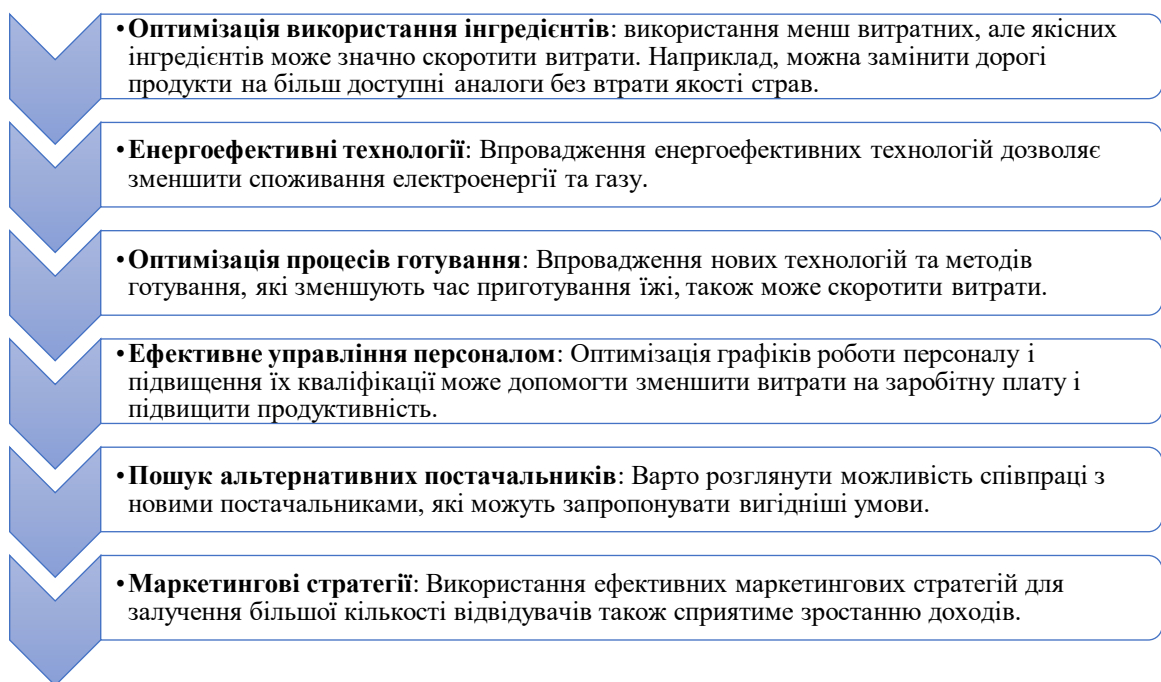 •Оптимізація використання інгредієнтів: використання менш витратних, але якісних
інгредієнтів може значно скоротити витрати. Наприклад, можна замінити дорогі
продукти на більш доступні аналоги без втрати якості страв.
•Енергоефективні технології: Впровадження енергоефективних технологій дозволяє
зменшити споживання електроенергії та газу.
•Оптимізація процесів готування: Впровадження нових технологій та методів
готування, які зменшують час приготування їжі, також може скоротити витрати.
•Ефективне управління персоналом: Оптимізація графіків роботи персоналу і
підвищення їх кваліфікації може допомогти зменшити витрати на заробітну плату і
підвищити продуктивність.
•Пошук альтернативних постачальників: Варто розглянути можливість співпраці з
новими постачальниками, які можуть запропонувати вигідніші умови.
•Маркетингові стратегії: Використання ефективних маркетингових стратегій для
залучення більшої кількості відвідувачів також сприятиме зростанню доходів.